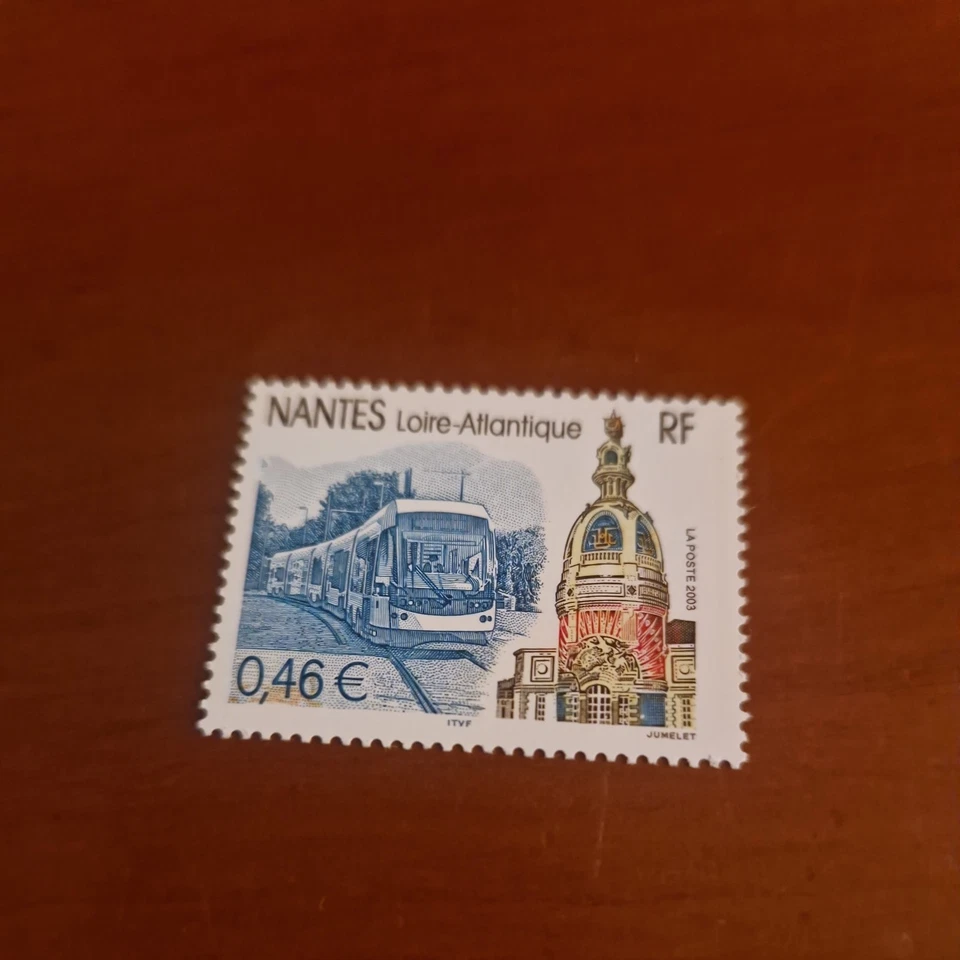 NANTES Loire-Atlantique RF
LA POSTE 2003
0,46 €
ITVF
JUMELET